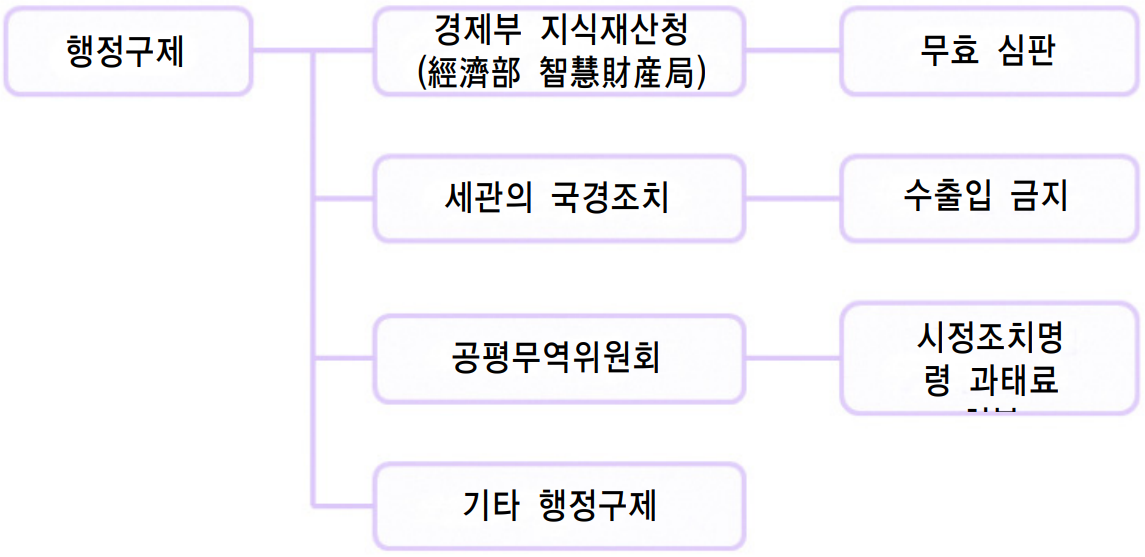 행정구제
경제부 지식재산청
(經濟部 智慧財産局)
무효 심판
세관의 국경조치
수출입 금지
공평무역위원회
시정조치명
령 과태료
기타 행정구제